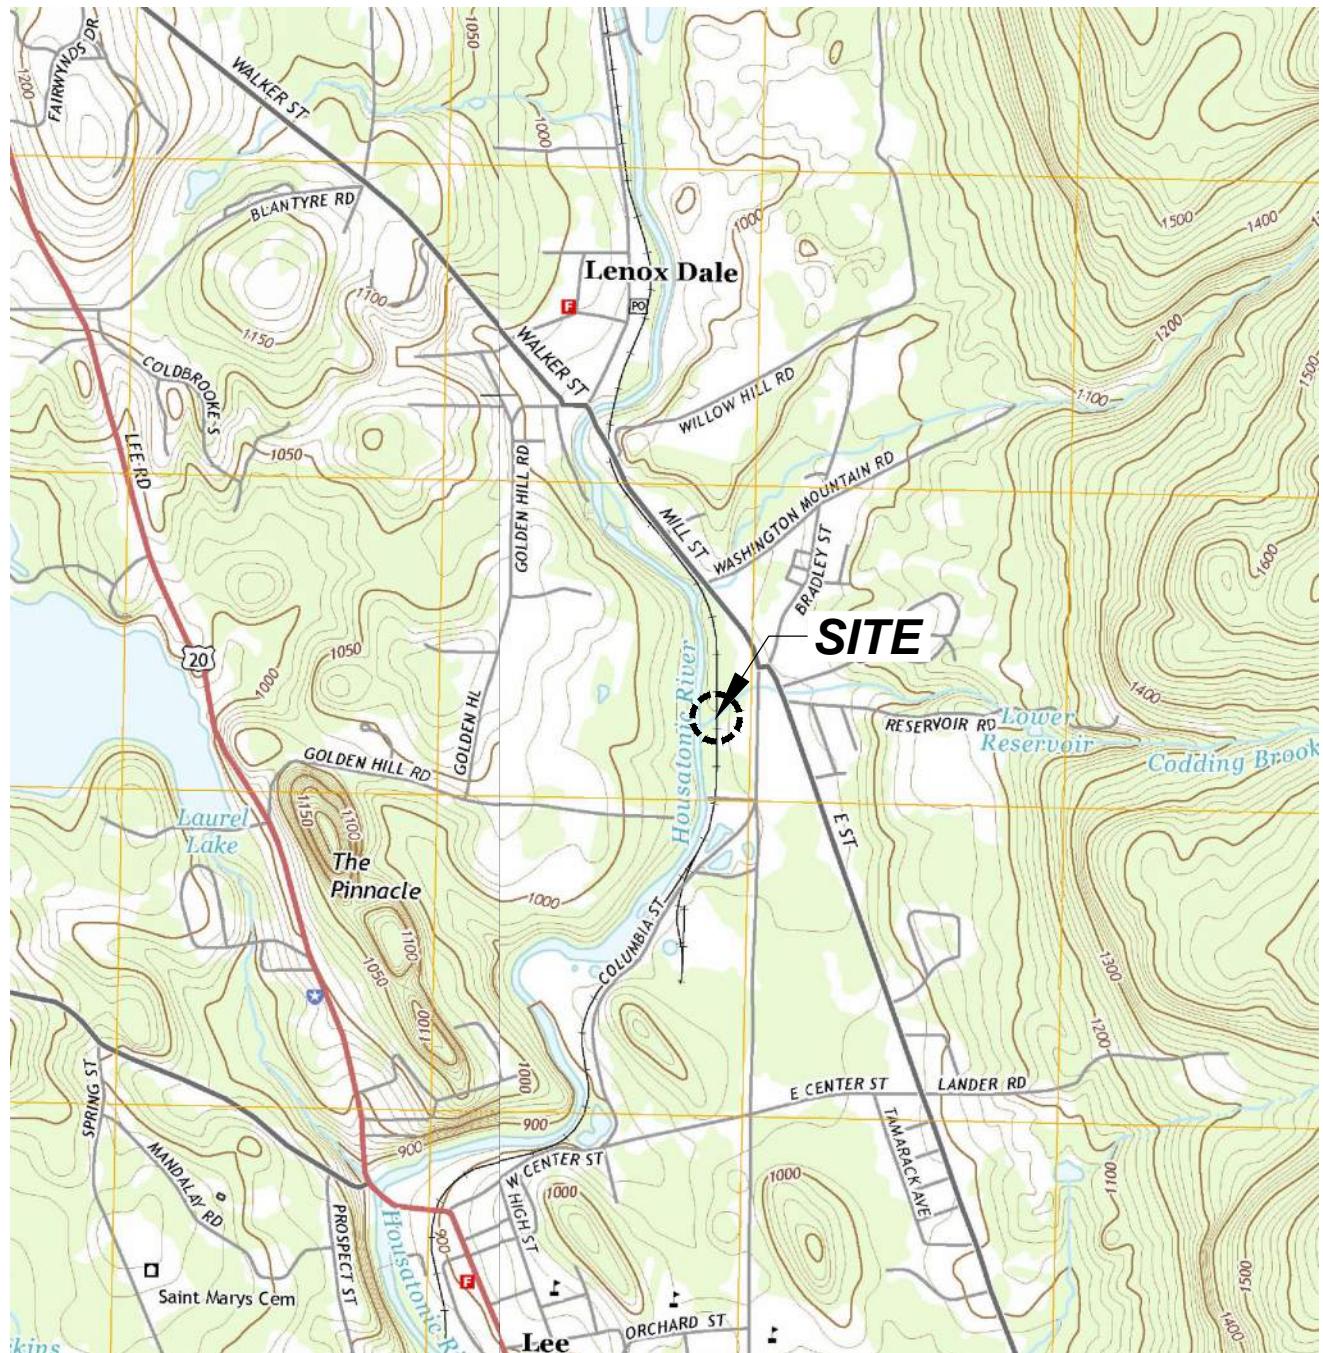 FAIRWYNDS DR
1200
1050
WALKER ST
1000
BLANTYRE RD
1000
1500
1400
Lenox Dale
F
PO
1100
1150
1200
1500
COLDBROOKE S
WALKER ST
WILLOW HILL RD
1100
LEE RD
1050
GOLDEN HILL RD
WASHINGTON MOUNTAIN RD
MILL ST
BRADLEY ST
1600
SITE
20
1050
1000
Housatonic River
1400
GOLDEN HL
RESERVOIR RD
Lower
Reservoir
Codding Brook
GOLDEN HILL RD
Laurel
Lake
1150
1100
E ST
The
Pinnacle
1000
1100
1050
COLUMBIA ST
1300
1100
1200
SPRING ST
1000
E CENTER ST
LANDER RD
900
900
MANDALAY RD
W CENTER ST
TAMARACK AVE
1100
1000
1000
PROSPECT ST
HIGH ST
Housatonic Ri
900
F
Saint Marys Cem
1500
ORCHARD ST
1400
Lee
skins